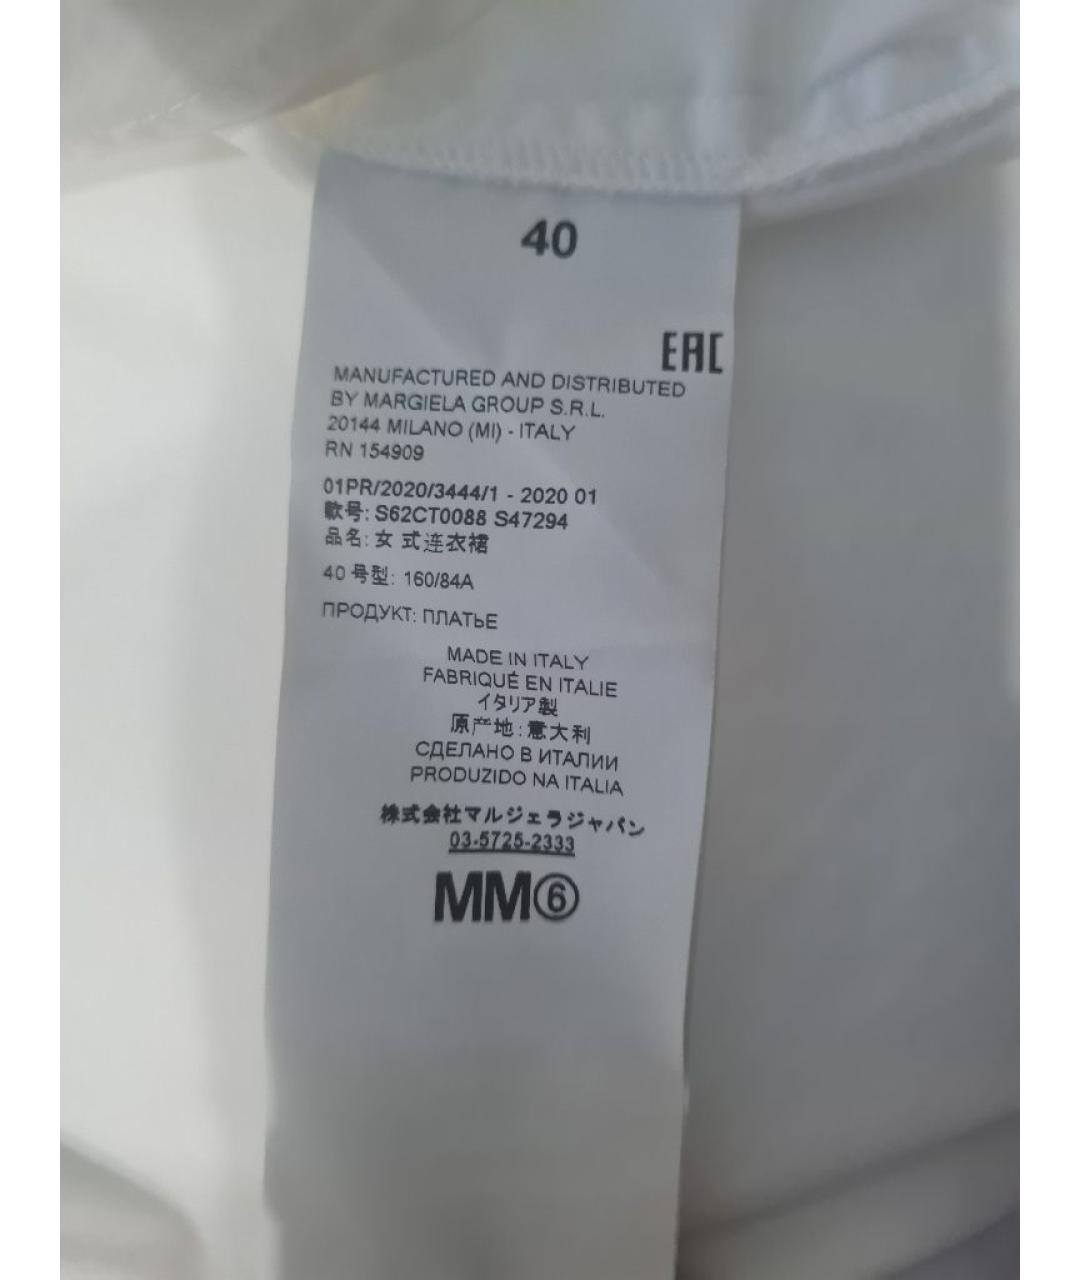 40
EAC
MANUFACTURED AND DISTRIBUTED
BY MARGIELA GROUP S.R.L.
20144 MILANO (MI) - ITALY
RN 154909
01PR/2020/3444/1 - 2020 01
款号: S62CT0088 S47294
品名: 女 式连衣裙
40 号型: 160/84A
ПРОДУКТ: ПЛАТЬЕ
MADE IN ITALY
FABRIQUÉ EN ITALIE
イタリア製
原产地: 意大利
СДЕЛАНО В ИТАЛИИ
PRODUZIDO NA ITALIA
株式会社マルジェラジャパン
03-5725-2333
MM⑥